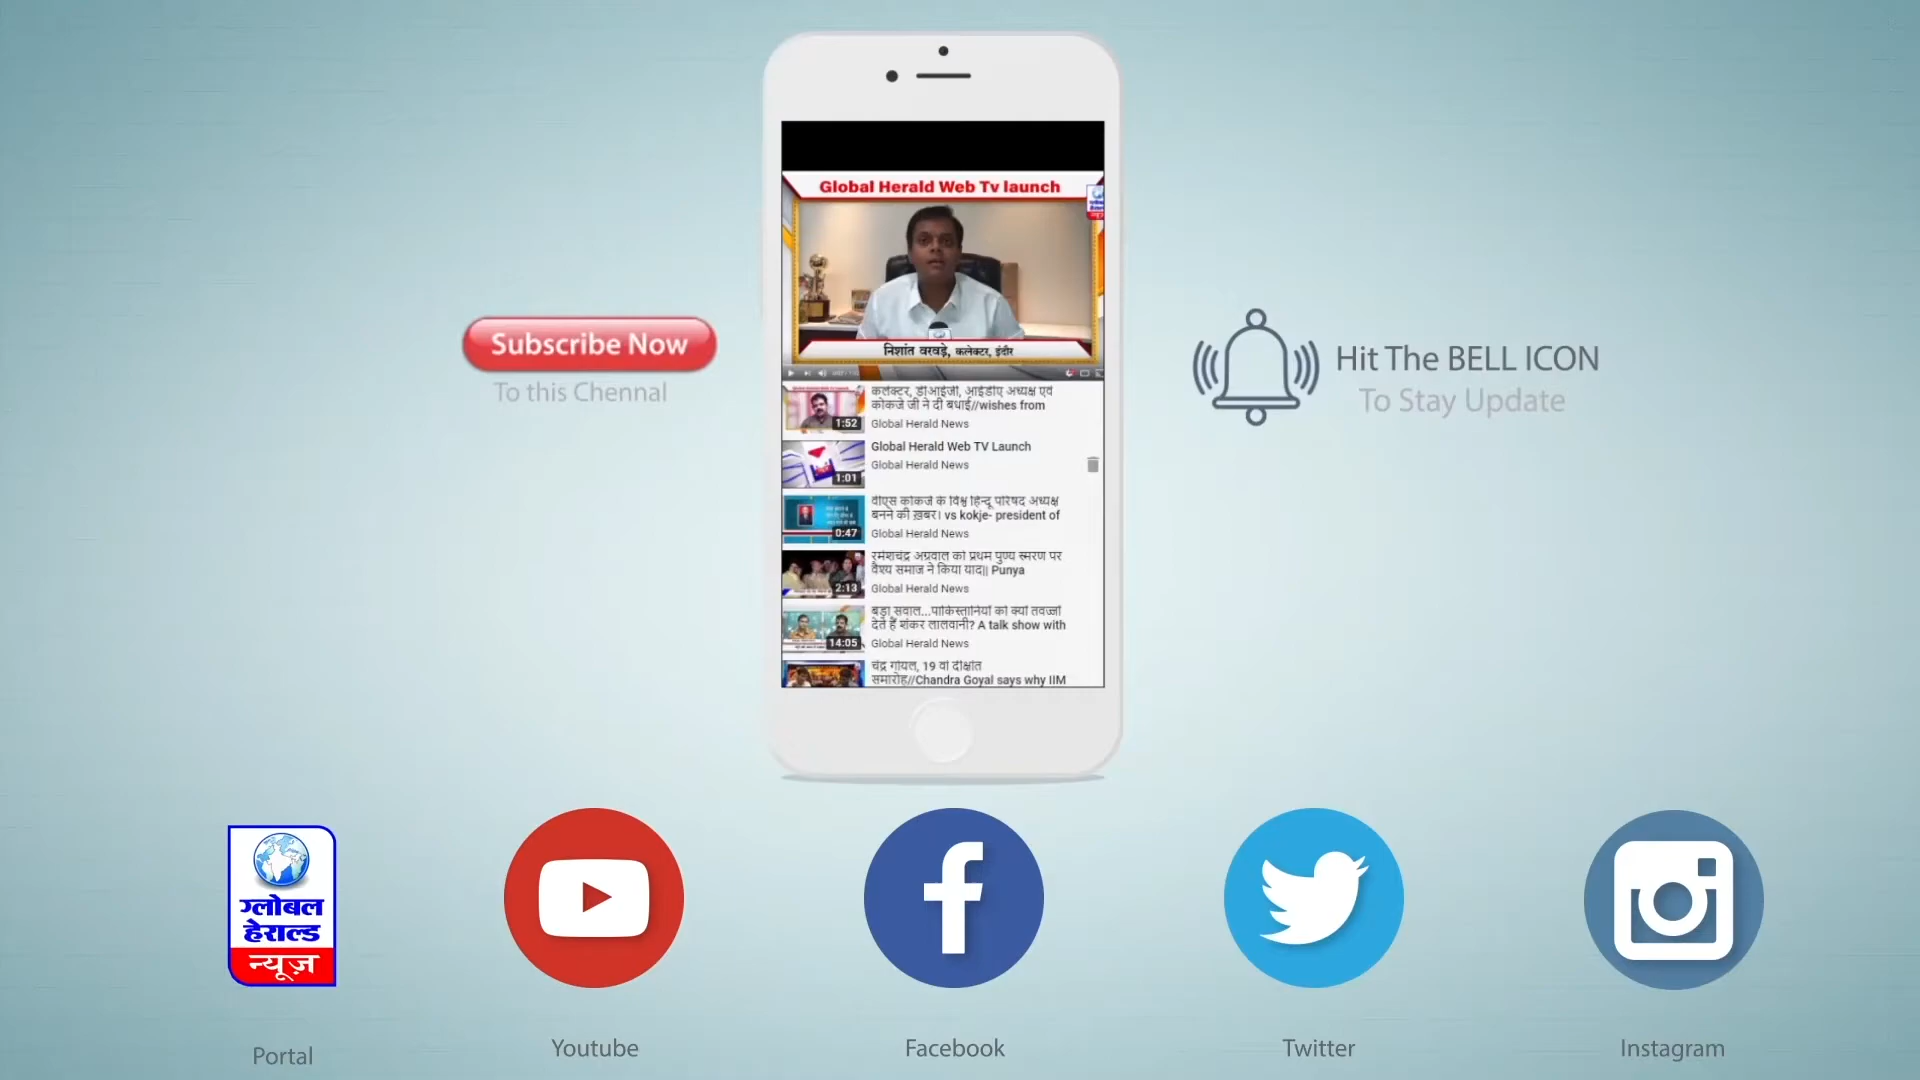 Global Herald Web Tv launch
निशांत वरवड़े, कलेक्टर, इंदौर
Subscribe Now
To this Chennal
Hit The BELL ICON
To Stay Update
कलेक्टर, डीआईजी, आईडीए अध्यक्ष एवं
कोकजे जी ने दी बधाई//wishes from
Global Herald News
1:52
Global Herald Web TV Launch
Global Herald News
1:01
वीएस कोकजे के विश्व हिन्दू परिषद अध्यक्ष
बनने की ख़बर। vs kokje- president of
Global Herald News
0:47
रमेशचंद्र अग्रवाल को प्रथम पुण्य स्मरण पर
वैश्य समाज ने किया याद|| Punya
Global Herald News
2:13
बड़ा सवाल...पाकिस्तानियों को क्यों तवज्जो
देते हैं शंकर लालवानी? A talk show with
Global Herald News
14:05
चंद्र गोयल, 19 वां दीक्षांत
समारोह//Chandra Goyal says why IIM
ग्लोबल
हेराल्ड
न्यूज़
Portal
Youtube
Facebook
Twitter
Instagram